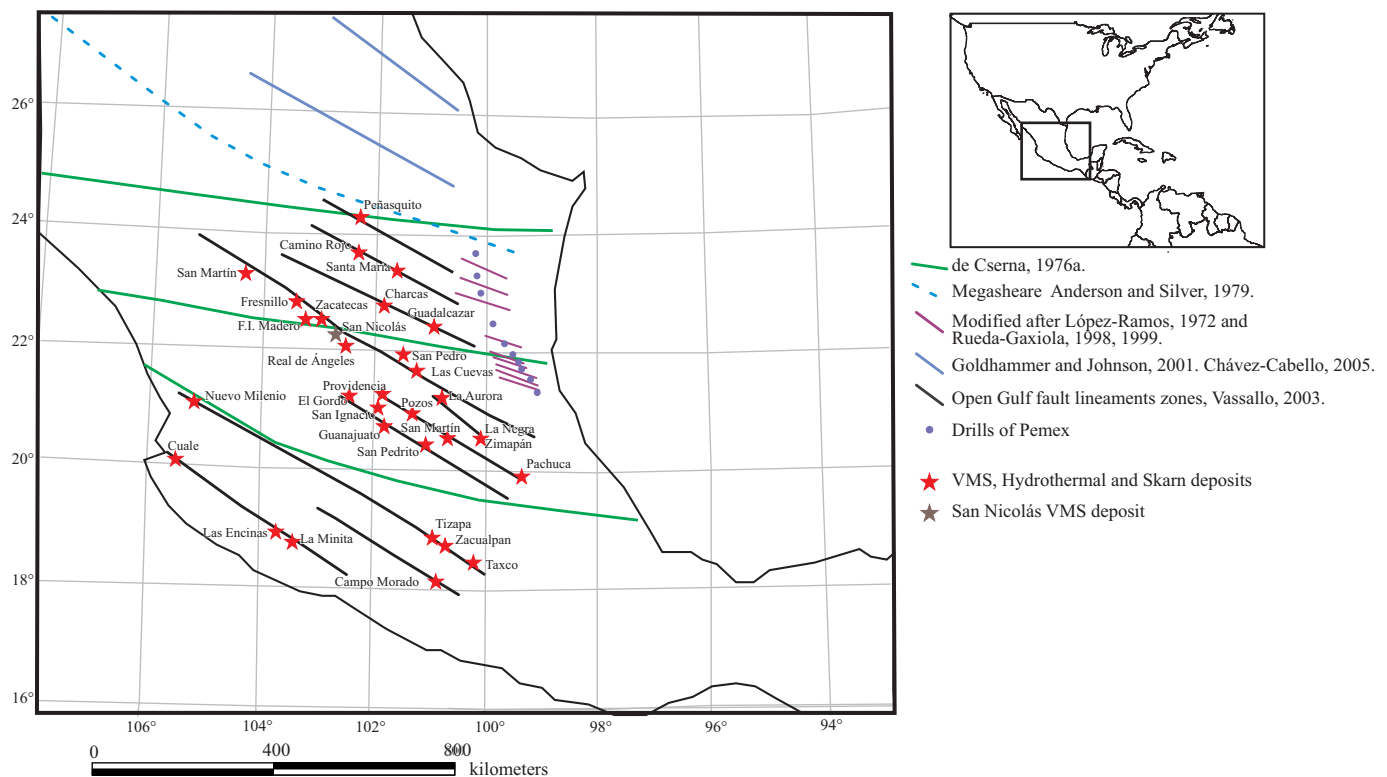 26°
24°
22°
20°
18°
16°
106°
104°
102°
100°
98°
96°
94°
Peñasquito
Camino Rojo
Santa María
San Martín
Fresnillo
Zacatecas
Charcas
Guadalcazar
F.I. Madero
San Nicolás
Real de Ángeles
San Pedro
Las Cuevas
Providencia
El Gordo
Pozos
La Aurora
Nuevo Milenio
San Ignacio
San Martín
La Negra
Guanajuato
Zimapán
San Pedrito
Cuale
Pachuca
Las Encinas
La Minita
Tizapa
Zacualpan
Taxco
Campo Morado
0
400
800
kilometers
de Cserna, 1976a.
Megasheare Anderson and Silver, 1979.
Modified after López-Ramos, 1972 and
Rueda-Gaxiola, 1998, 1999.
Goldhammer and Johnson, 2001. Chávez-Cabello, 2005.
Open Gulf fault lineaments zones, Vassallo, 2003.
Drills of Pemex
VMS, Hydrothermal and Skarn deposits
San Nicolás VMS deposit